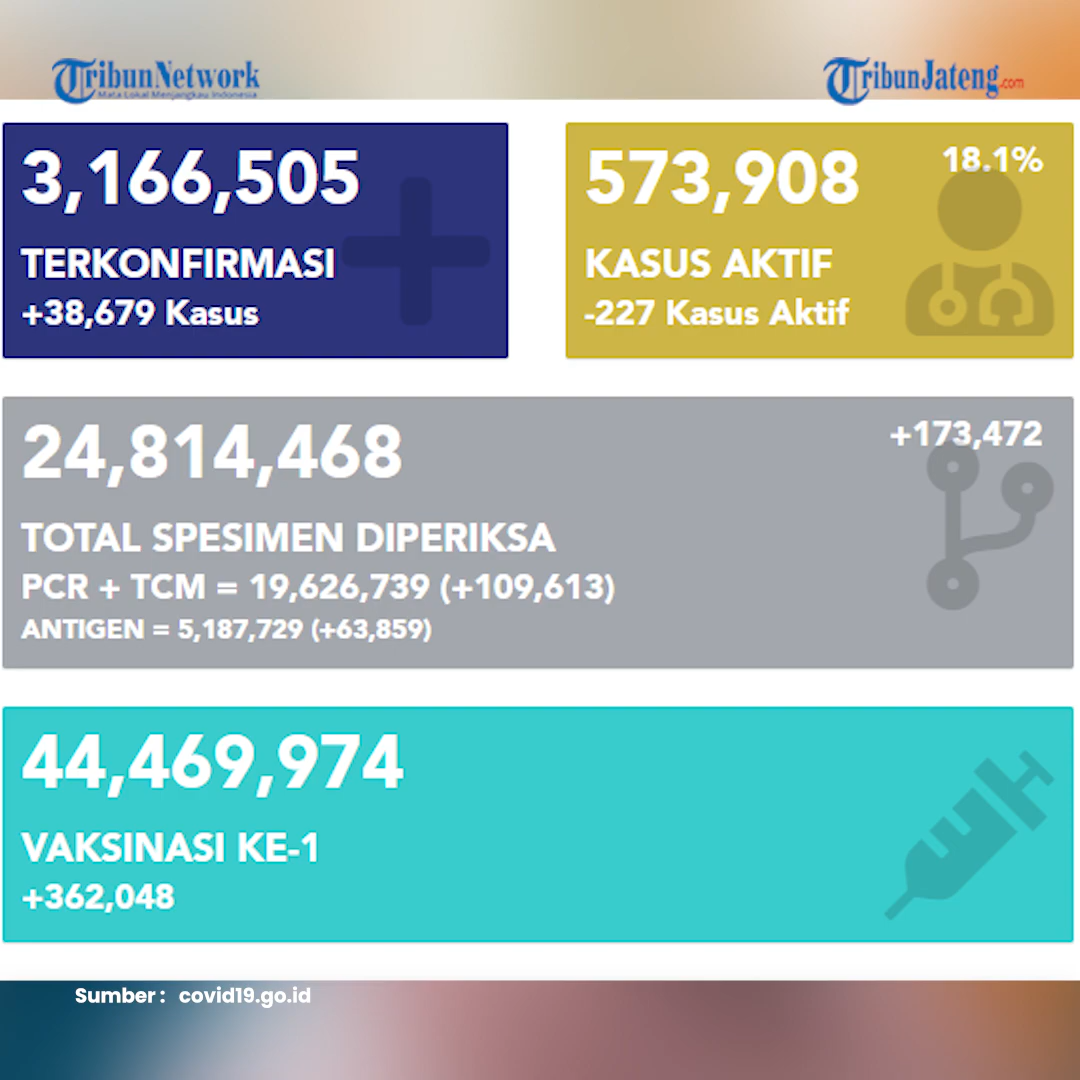 TribunNetwork
Mata Lokal Menjangkau Indonesia
TribunJateng.com
3,166,505
TERKONFIRMASI
+38,679 Kasus
573,908
18.1%
KASUS AKTIF
-227 Kasus Aktif
24,814,468
+173,472
TOTAL SPESIMEN DIPERIKSA
PCR + TCM = 19,626,739 (+109,613)
ANTIGEN = 5,187,729 (+63,859)
44,469,974
VAKSINASI KE-1
+362,048
Sumber : covid19.go.id